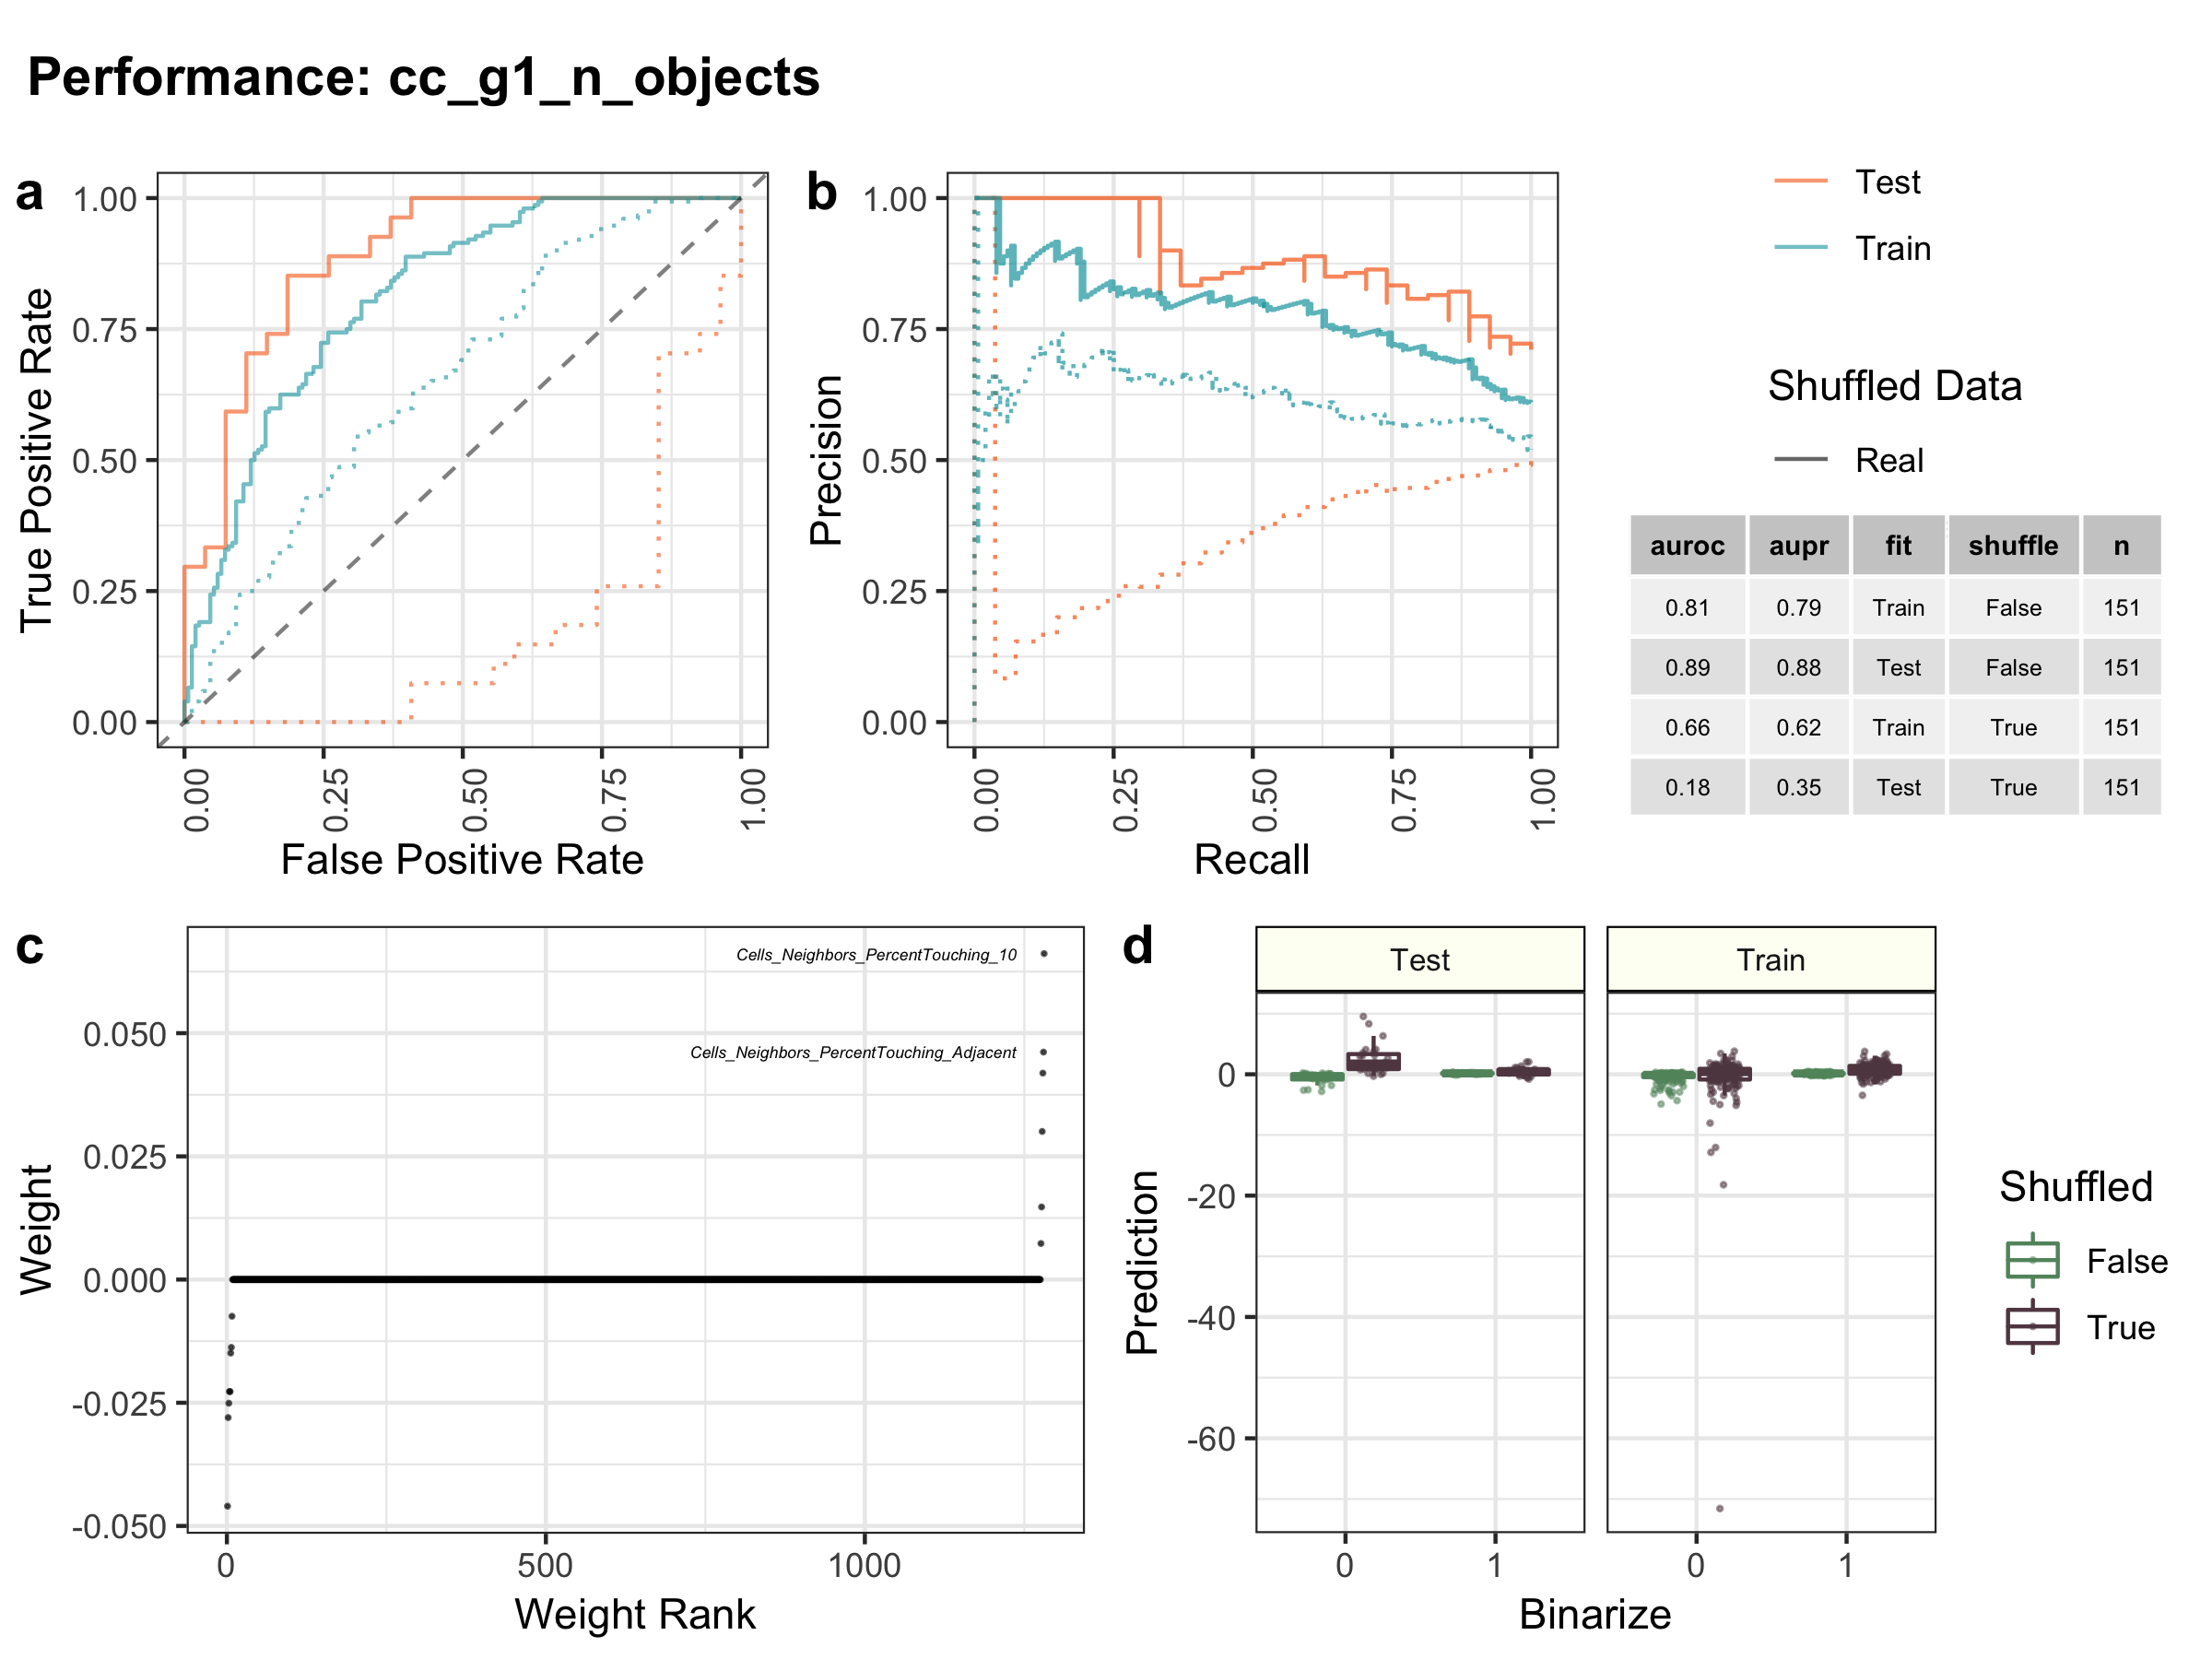 Performance: cc_g1_n_objects
a
1.00
0.75
0.50
0.25
0.00
True Positive Rate
0.00
0.25
0.50
0.75
1.00
False Positive Rate
b
1.00
0.75
0.50
0.25
0.00
Precision
0.00
0.25
0.50
0.75
1.00
Recall
Test
Train
Shuffled Data
Real
auroc aupr fit shuffle n
0.81 0.79 Train False 151
0.89 0.88 Test False 151
0.66 0.62 Train True 151
0.18 0.35 Test True 151
c
Cells_Neighbors_PercentTouching_10
Cells_Neighbors_PercentTouching_Adjacent
0.050
0.025
0.000
-0.025
-0.050
Weight
0
500
1000
Weight Rank
d
Test
Train
0
-20
-40
-60
Prediction
0
1
0
1
Binarize
Shuffled
False
True